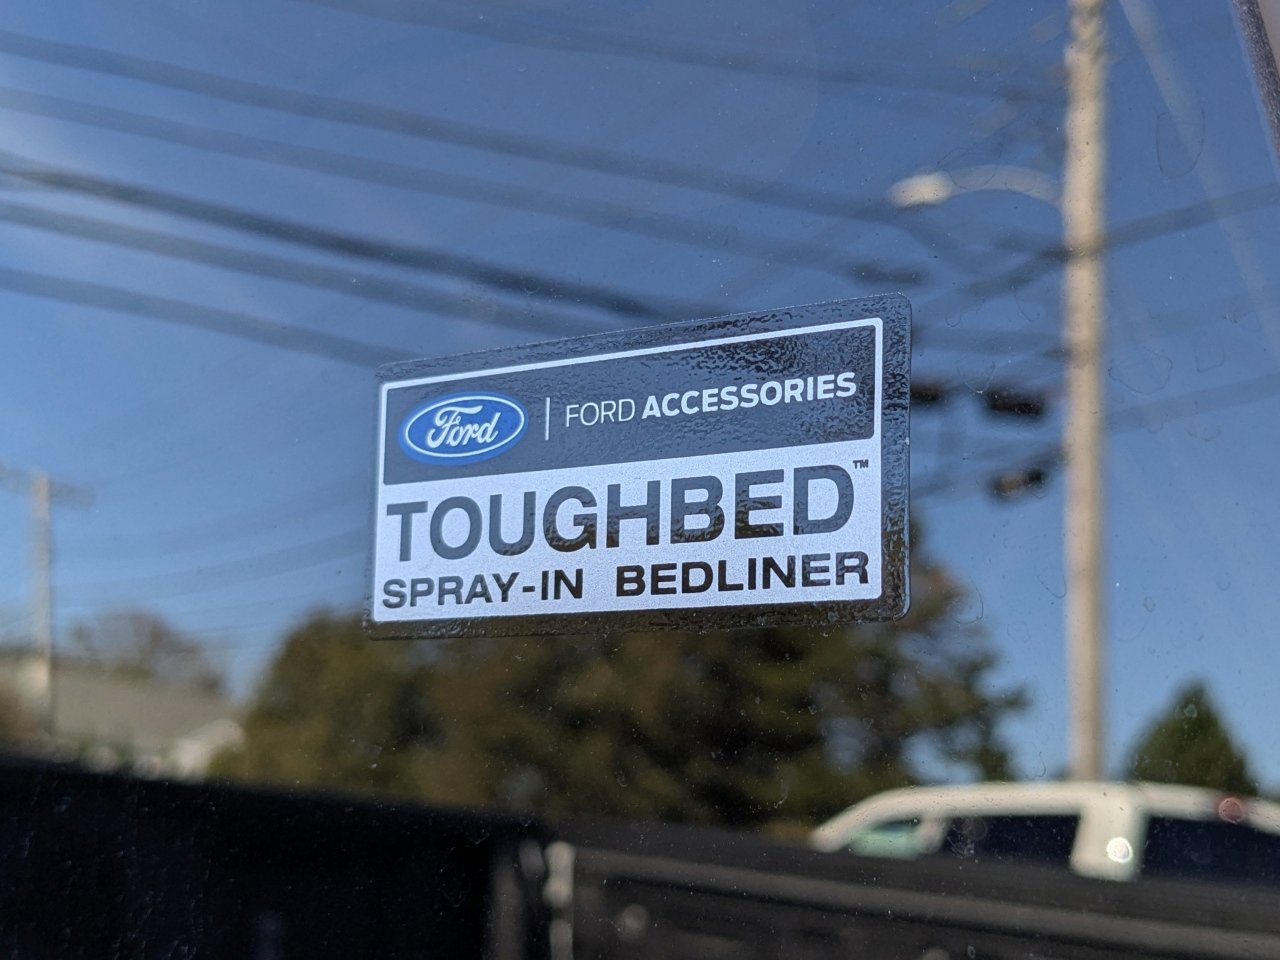 Ford | FORD ACCESSORIES
TOUGHBED™
SPRAY-IN BEDLINER